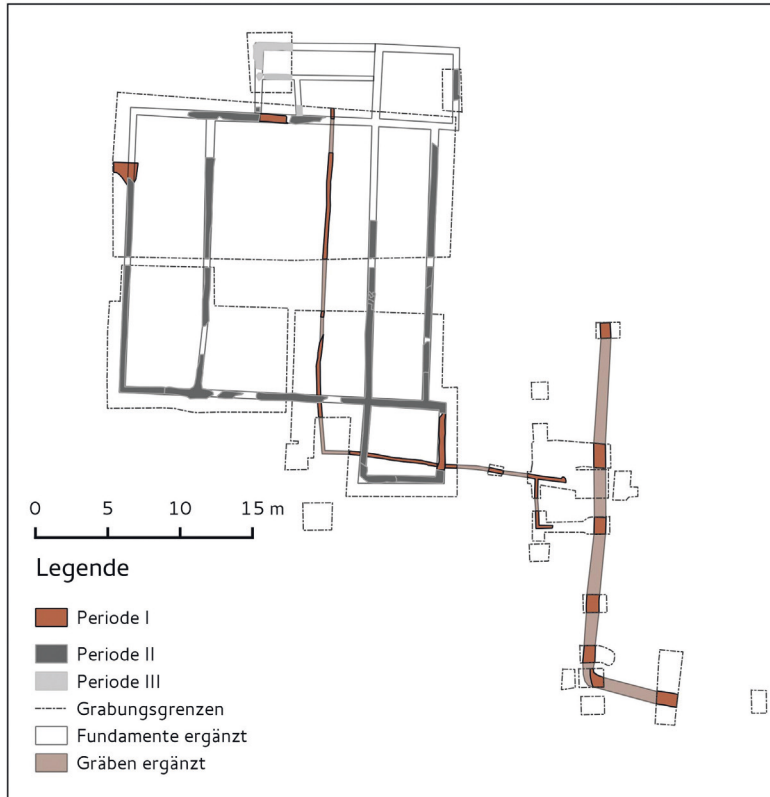 0 5 10 15 m
Legende
Periode I
Periode II
Periode III
Grabungsgrenzen
Fundamente ergänzt
Gräben ergänzt